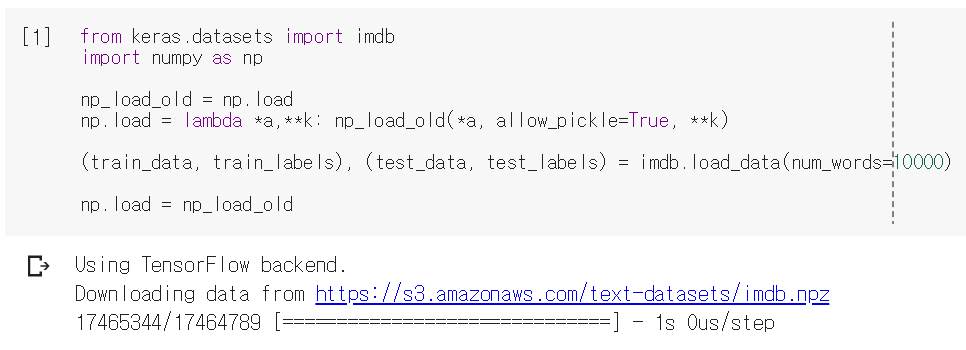 [1] from keras.datasets import imdb
import numpy as np
np_load_old = np.load
np.load = lambda *a,**k: np_load_old(*a, allow_pickle=True, **k)
(train_data, train_labels), (test_data, test_labels) = imdb.load_data(num_words=10000)
np.load = np_load_old
Using TensorFlow backend.
Downloading data from https://s3.amazonaws.com/text-datasets/imdb.npz
17465344/17464789 [==============================] - 1s 0us/step